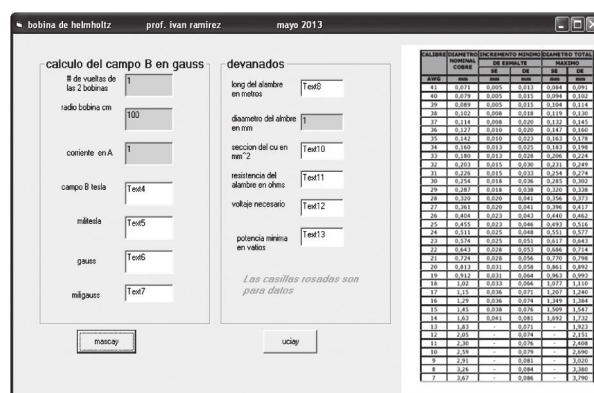 bobina de helmholtz prof. ivan ramirez mayo 2013
calculo del campo B en gauss
# de vueltas de
las 2 bobinas
1
radio bobina cm
100
corriente en A
1
campo B tesla
Text4
militesla
Text5
gauss
Text6
miligauss
Text7
mascay
devanados
long del alambre
en metros
Text8
diaametro del almbre
en mm
1
seccion del cu en
mm^2
Text10
resistencia del
alambre en ohms
Text11
voltaje necesario
Text12
potencia minima
en vatios
Text13
Las casillas rosadas son
para datos
uciay
CALIBRE DIAMETRO INCREMENTO MINIMO DIAMETRO TOTAL
NOMINAL DE ESMALTE MAXIMO
COBRE SE DE SE DE
AWG mm mm mm mm mm
41 0,071 0,005 0,013 0,084 0,091
40 0,079 0,005 0,015 0,094 0,102
39 0,089 0,005 0,015 0,104 0,114
38 0,102 0,008 0,018 0,119 0,130
37 0,114 0,008 0,020 0,132 0,145
36 0,127 0,010 0,020 0,147 0,160
35 0,142 0,010 0,023 0,163 0,178
34 0,160 0,013 0,025 0,183 0,198
33 0,180 0,013 0,028 0,206 0,224
32 0,203 0,015 0,030 0,231 0,249
31 0,226 0,015 0,033 0,254 0,274
30 0,254 0,018 0,036 0,285 0,302
29 0,287 0,018 0,038 0,320 0,338
28 0,320 0,020 0,041 0,356 0,373
27 0,361 0,020 0,041 0,396 0,417
26 0,404 0,023 0,043 0,440 0,462
25 0,455 0,023 0,046 0,493 0,516
24 0,511 0,025 0,048 0,551 0,577
23 0,574 0,025 0,051 0,617 0,643
22 0,643 0,028 0,053 0,686 0,714
21 0,724 0,028 0,056 0,770 0,798
20 0,813 0,031 0,058 0,861 0,892
19 0,912 0,031 0,064 0,963 0,993
18 1,02 0,033 0,066 1,077 1,110
17 1,15 0,036 0,071 1,207 1,240
16 1,29 0,036 0,074 1,349 1,384
15 1,45 0,038 0,076 1,509 1,547
14 1,63 0,041 0,081 1,692 1,732
13 1,83 - 0,071 - 1,923
12 2,05 - 0,074 - 2,151
11 2,30 - 0,076 - 2,408
10 2,59 - 0,079 - 2,690
9 2,91 - 0,081 - 3,020
8 3,26 - 0,084 - 3,380
7 3,67 - 0,086 - 3,790